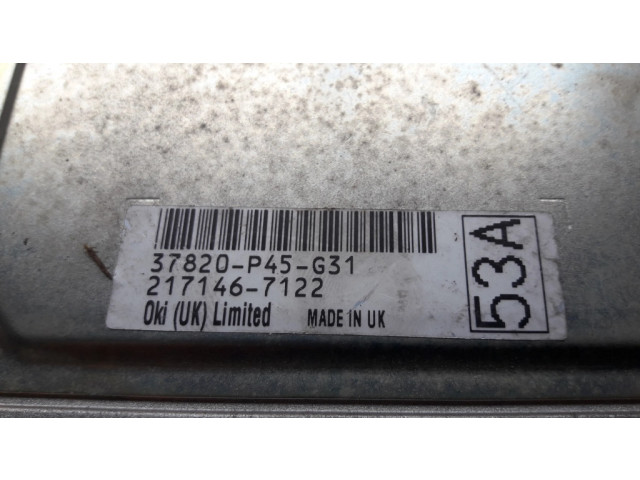 37820-P45-G31
217146-7122
Oki (UK) Limited MADE IN UK
53A